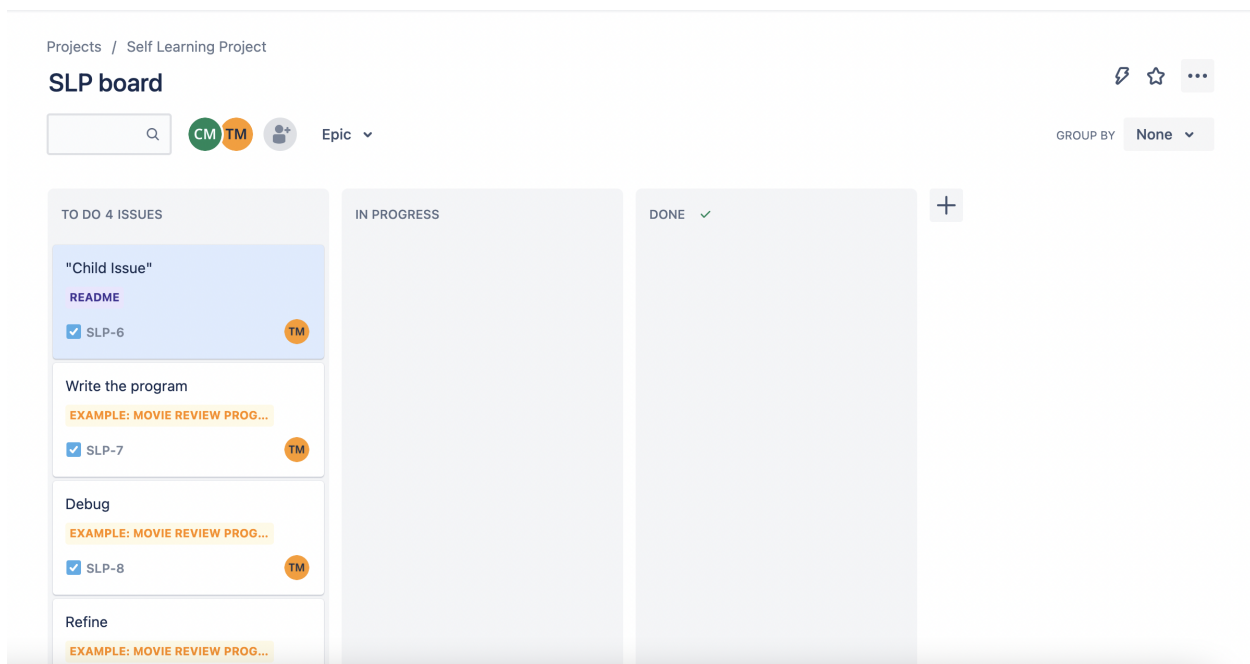 Projects / Self Learning Project
SLP board
CM TM Epic
GROUP BY None
TO DO 4 ISSUES
"Child Issue"
README
SLP-6 TM
Write the program
EXAMPLE: MOVIE REVIEW PROG...
SLP-7 TM
Debug
EXAMPLE: MOVIE REVIEW PROG...
SLP-8 TM
Refine
EXAMPLE: MOVIE REVIEW PROG...
IN PROGRESS
DONE